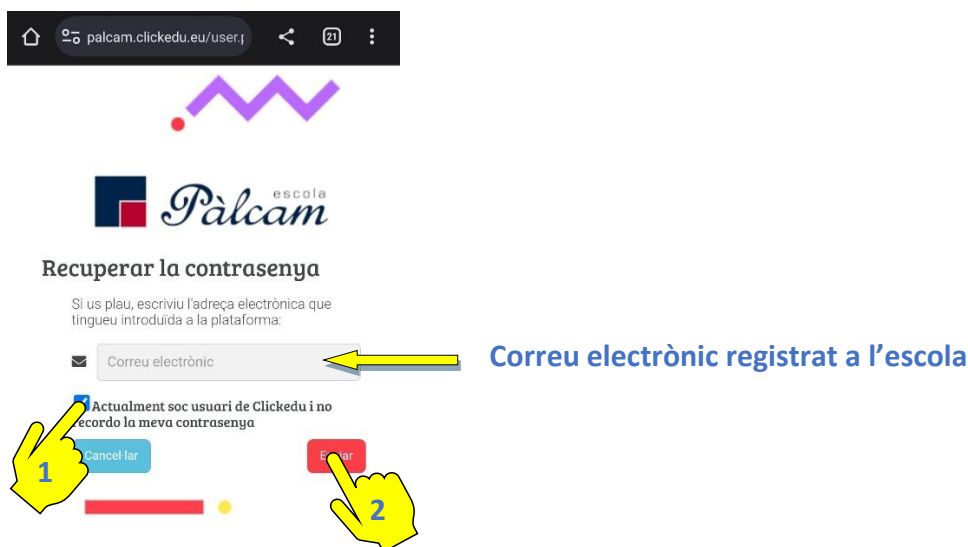 palcam.clickedu.eu/user.p
21
escola
Pàlcam
Recuperar la contrasenya
Si us plau, escriviu l'adreça electrònica que
tingueu introduïda a la plataforma:
Correu electrònic
Correu electrònic registrat a l’escola
Actualment soc usuari de Clickedu i no
recordo la meva contrasenya
Cancel·lar
1
2